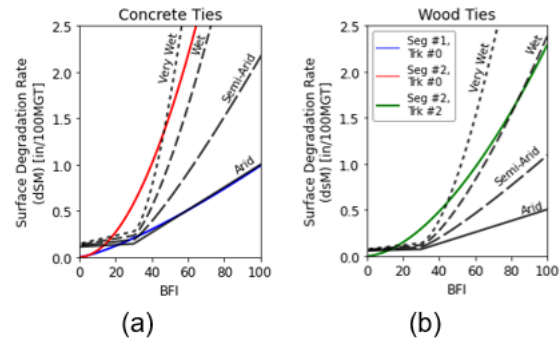 Concrete Ties
Surface Degradation Rate
(dSM) [in/100MGT]
2.5
2.0
1.5
1.0
0.5
0.0
0 20 40 60 80 100
BFI
Very Wet
Wet
Semi-Arid
Arid
(a)
Wood Ties
Surface Degradation Rate
(dsM) [in/100MGT]
2.5
2.0
1.5
1.0
0.5
0.0
0 20 40 60 80 100
BFI
Seg #1,
Trk #0
Seg #2,
Trk #0
Seg #2,
Trk #2
Very Wet
Wet
Semi-Arid
Arid
(b)